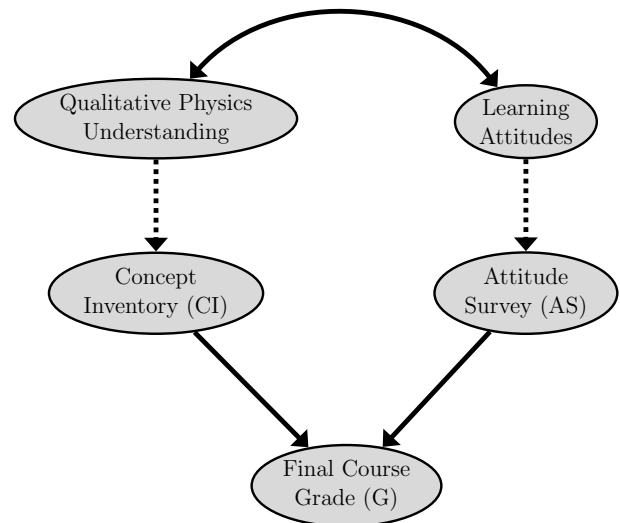 Qualitative Physics
Understanding
Learning
Attitudes
Concept
Inventory (CI)
Attitude
Survey (AS)
Final Course
Grade (G)